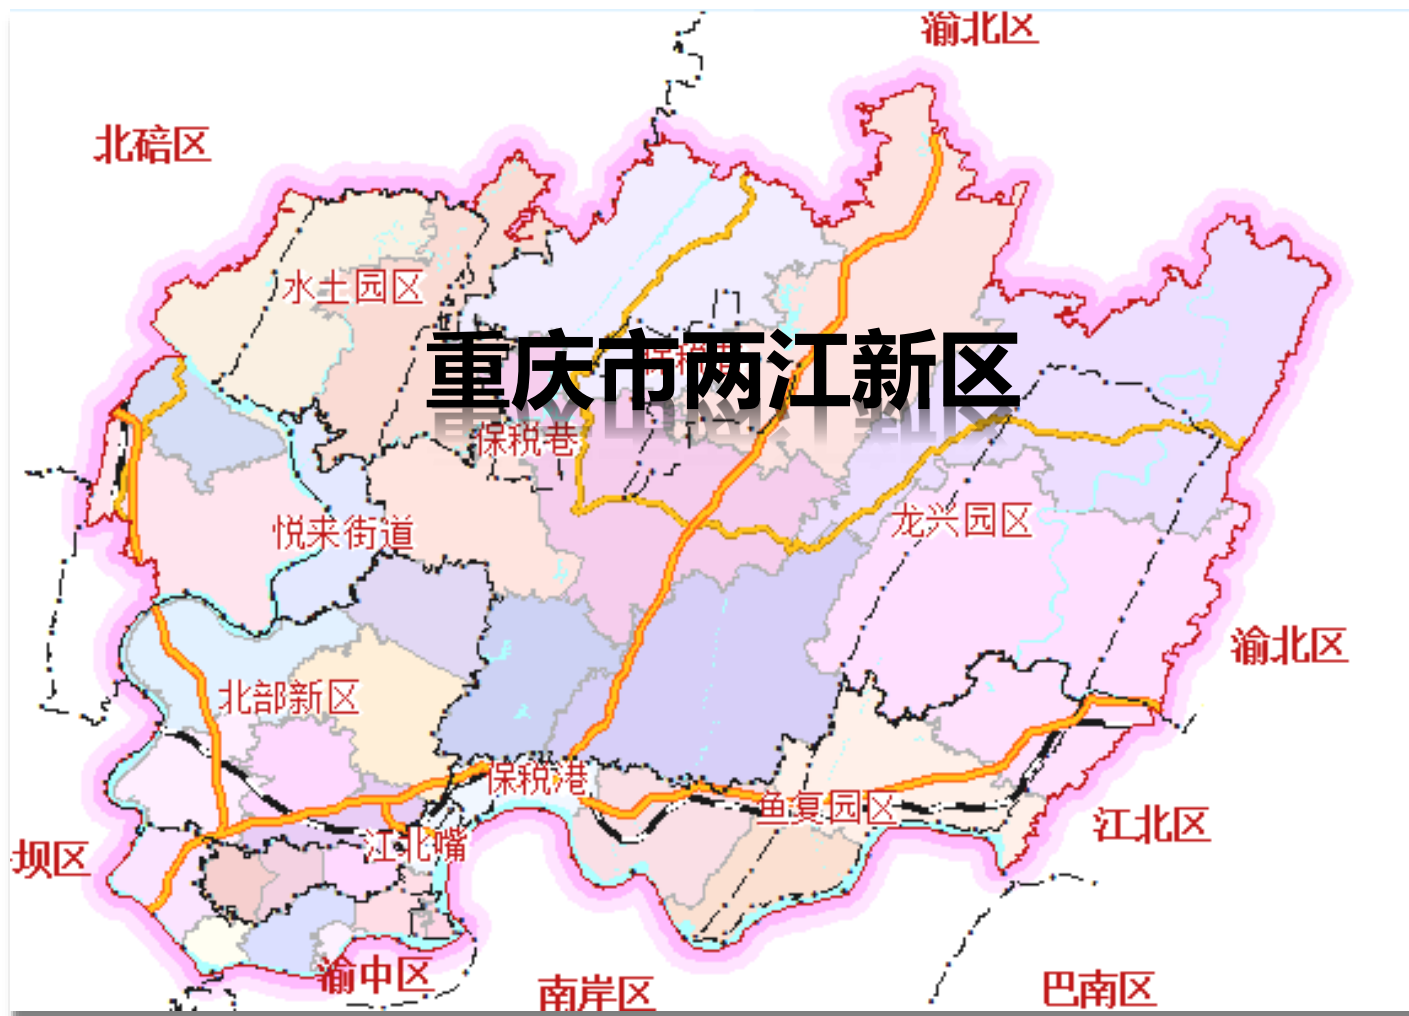 渝北区
北碚区
水土园区
重庆市两江新区
保税港
保税巷
龙兴园区
悦来街道
渝北区
北部新区
保税港
鱼复园区
江北区
江北嘴
坝区
渝中区
南岸区
巴南区